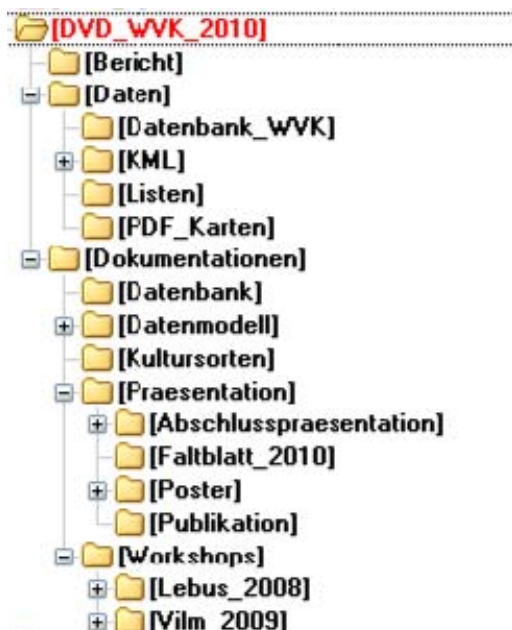 [DVD_WVK_2010]
[Bericht]
[Daten]
[Datenbank_WVK]
[KML]
[Listen]
[PDF_Karten]
[Dokumentationen]
[Datenbank]
[Datenmodell]
[Kultursorten]
[Praesentation]
[Abschlusspraesentation]
[Faltblatt_2010]
[Poster]
[Publikation]
[Workshops]
[Lebus_2008]
[Vilm_2009]